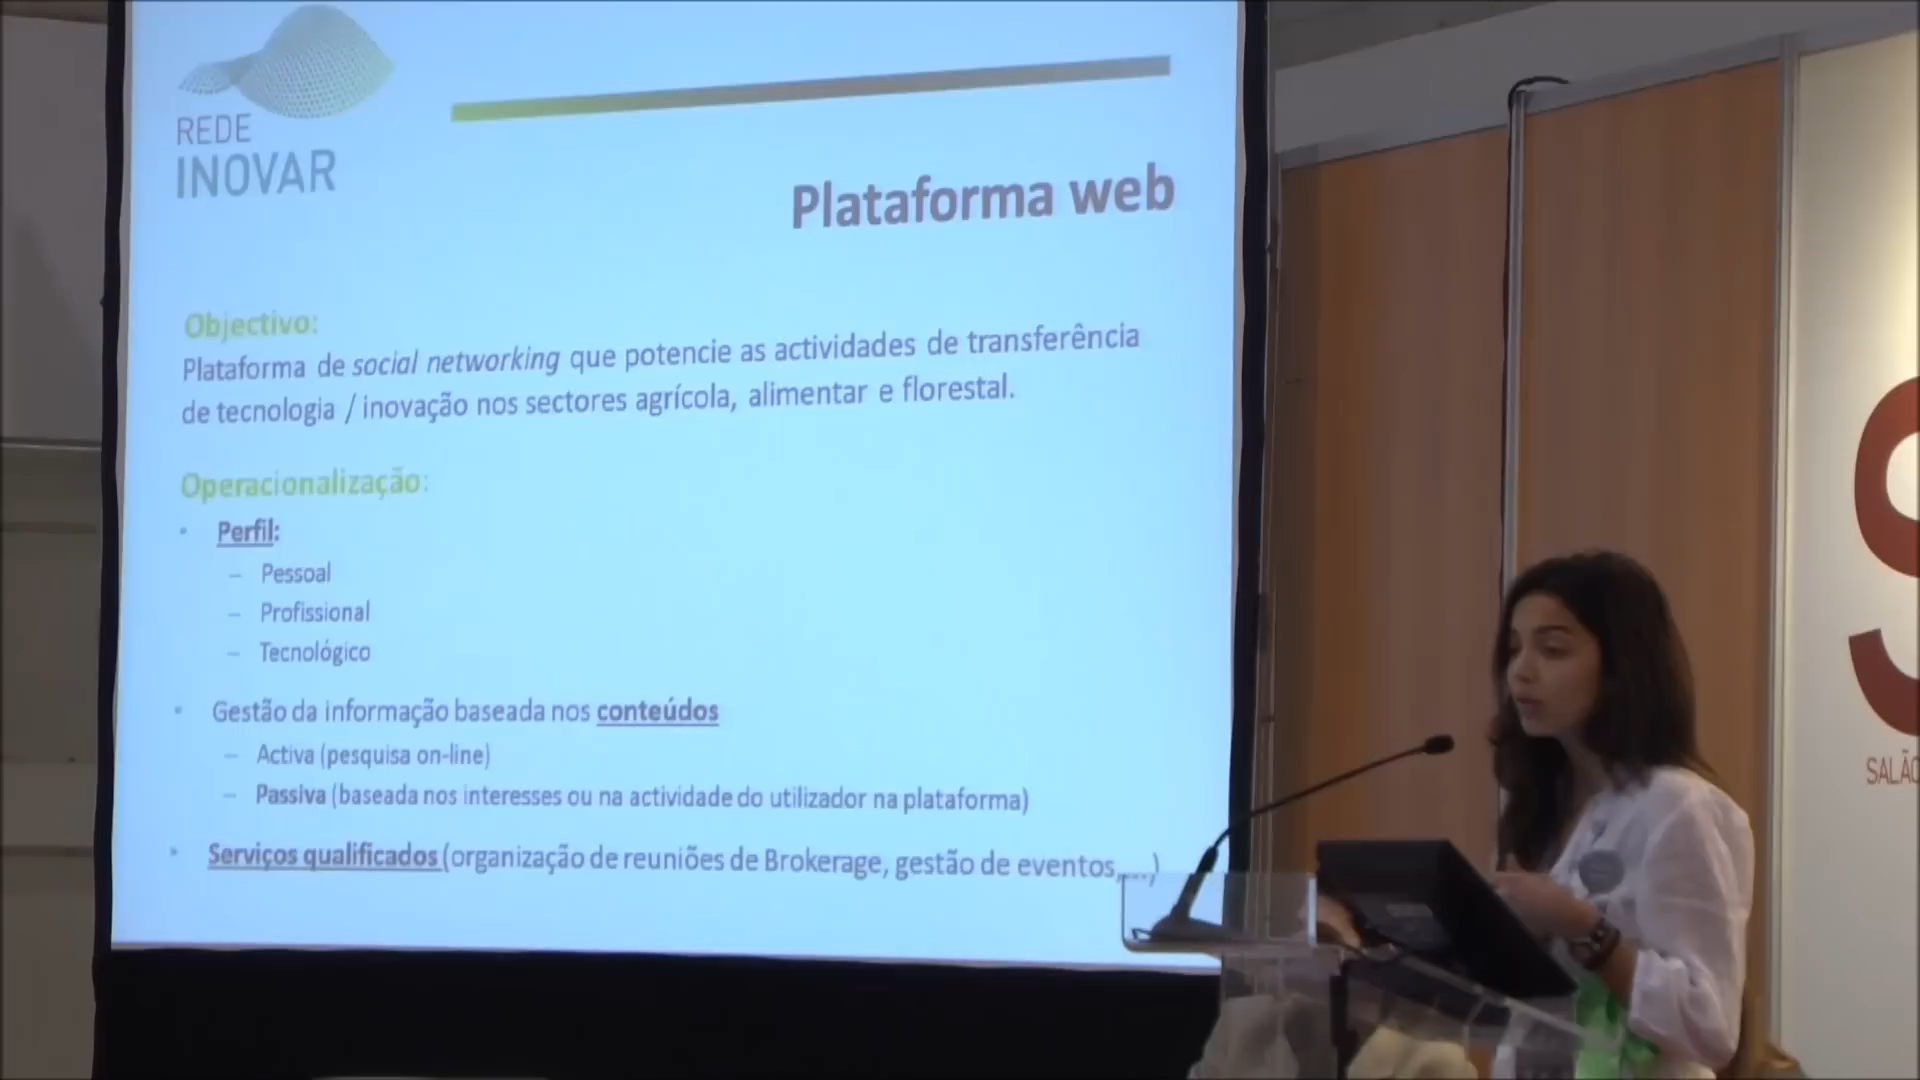 REDE
INOVAR
Plataforma web
Objectivo:
Plataforma de social networking que potencie as actividades de transferência
de tecnologia / inovação nos sectores agrícola, alimentar e florestal.
Operacionalização:
• Perfil:
– Pessoal
– Profissional
– Tecnológico
• Gestão da informação baseada nos conteúdos
– Activa (pesquisa on-line)
– Passiva (baseada nos interesses ou na actividade do utilizador na plataforma)
• Serviços qualificados (organização de reuniões de Brokerage, gestão de eventos,...)
S